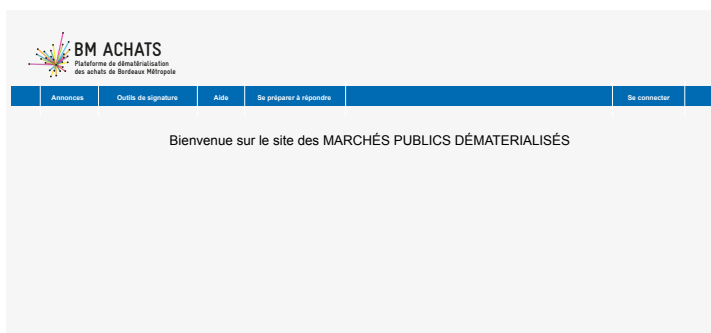 BM ACHATS
Plateforme de dématérialisation
des achats de Bordeaux Métropole
Annonces Outils de signature Aide Se préparer à répondre Se connecter
Bienvenue sur le site des MARCHÉS PUBLICS DÉMATERIALISÉS